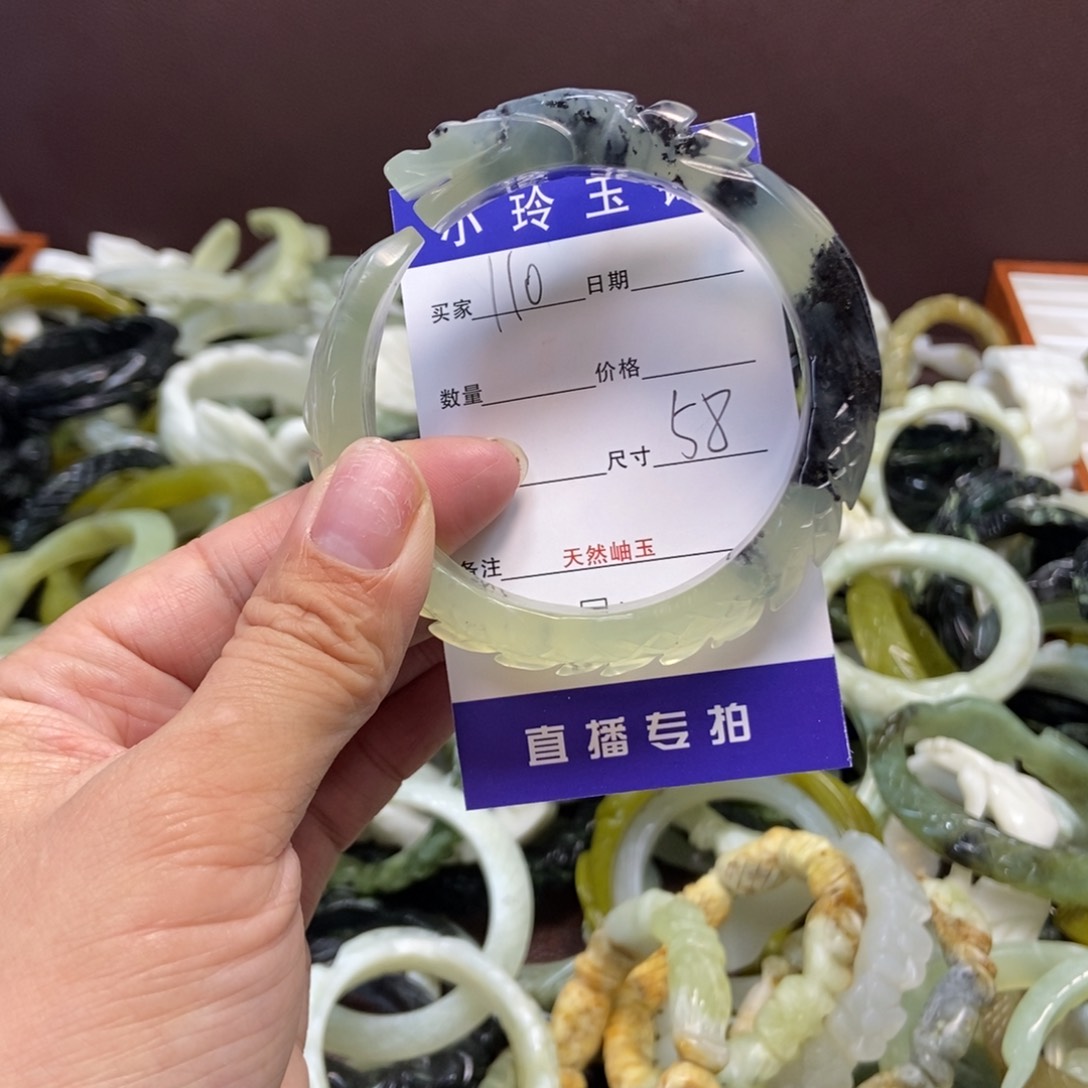 小玲玉
买家 110 日期
数量 价格
尺寸 58
备注 天然岫玉
直播专拍